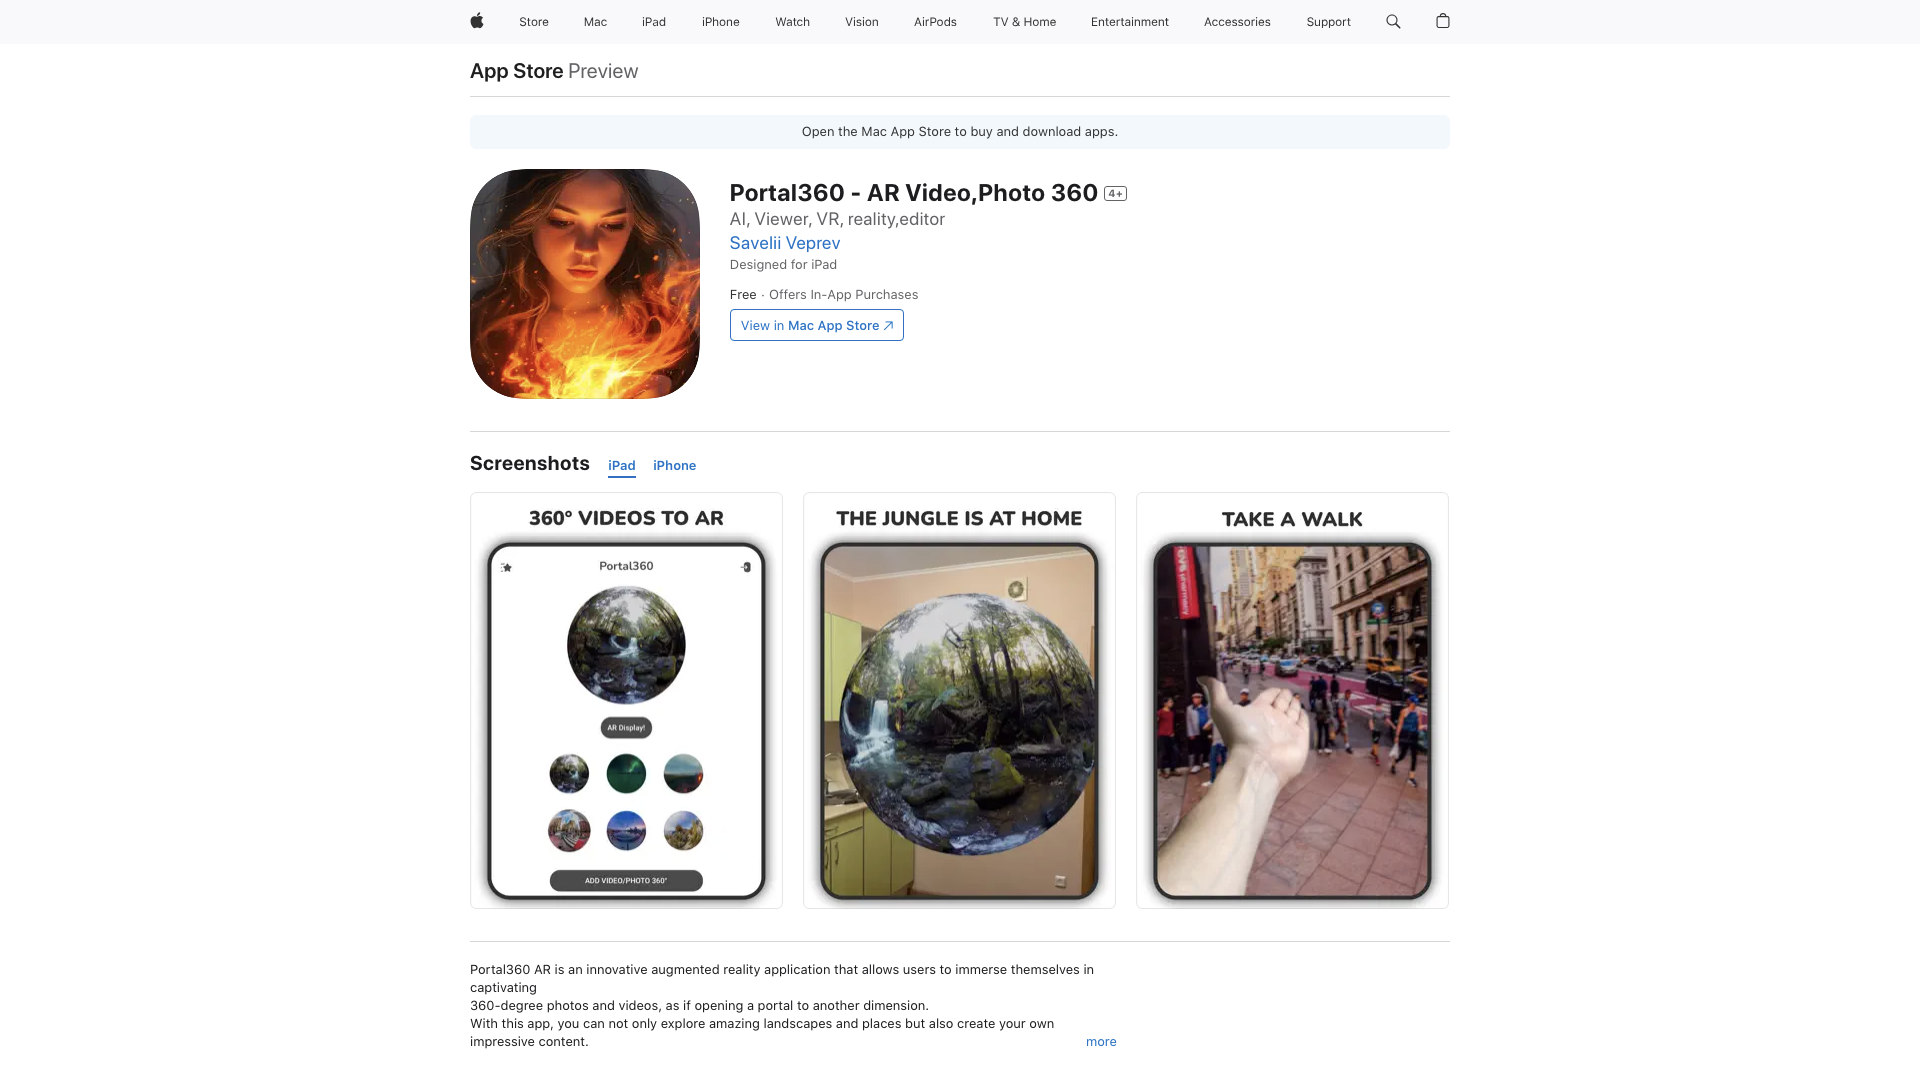 Store
Mac
iPad
iPhone
Watch
Vision
AirPods
TV & Home
Entertainment
Accessories
Support
App Store Preview
Open the Mac App Store to buy and download apps.
Portal360 - AR Video,Photo 360 4+
AI, Viewer, VR, reality,editor
Savelii Veprev
Designed for iPad
Free · Offers In-App Purchases
View in Mac App Store
Screenshots
iPad
iPhone
360° VIDEOS TO AR
Portal360
AR Display!
ADD VIDEO/PHOTO 360°
THE JUNGLE IS AT HOME
TAKE A WALK
Portal360 AR is an innovative augmented reality application that allows users to immerse themselves in
captivating
360-degree photos and videos, as if opening a portal to another dimension.
With this app, you can not only explore amazing landscapes and places but also create your own
impressive content.
more